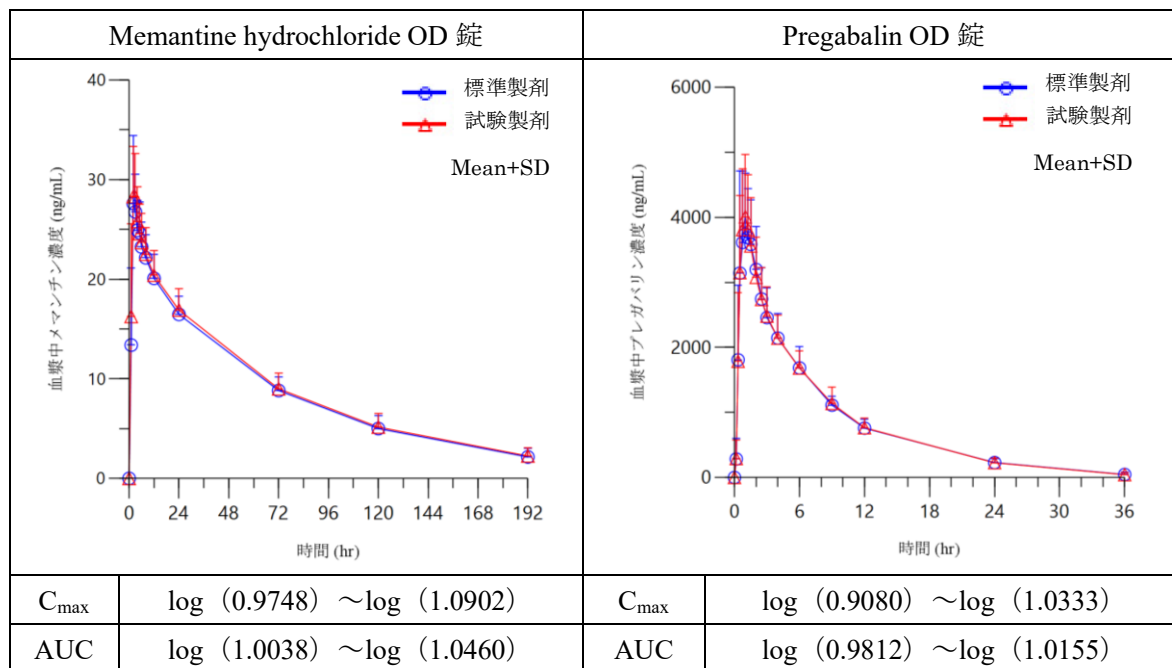 Memantine hydrochloride OD 錠
Pregabalin OD 錠
標準製剤
試験製剤
Mean+SD
血漿中メマンチン濃度 (ng/mL)
40
30
20
10
0
0 24 48 72 96 120 144 168 192
時間 (hr)
標準製剤
試験製剤
Mean+SD
血漿中プレガバリン濃度 (ng/mL)
6000
4000
2000
0
0 6 12 18 24 30 36
時間 (hr)
Cmax log（0.9748）～log（1.0902）
Cmax log（0.9080）～log（1.0333）
AUC log（1.0038）～log（1.0460）
AUC log（0.9812）～log（1.0155）